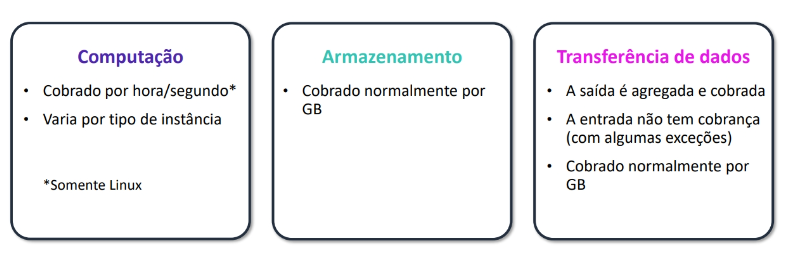 Computação
• Cobrado por hora/segundo*
• Varia por tipo de instância
*Somente Linux
Armazenamento
• Cobrado normalmente por
GB
Transferência de dados
• A saída é agregada e cobrada
• A entrada não tem cobrança
(com algumas exceções)
• Cobrado normalmente por
GB